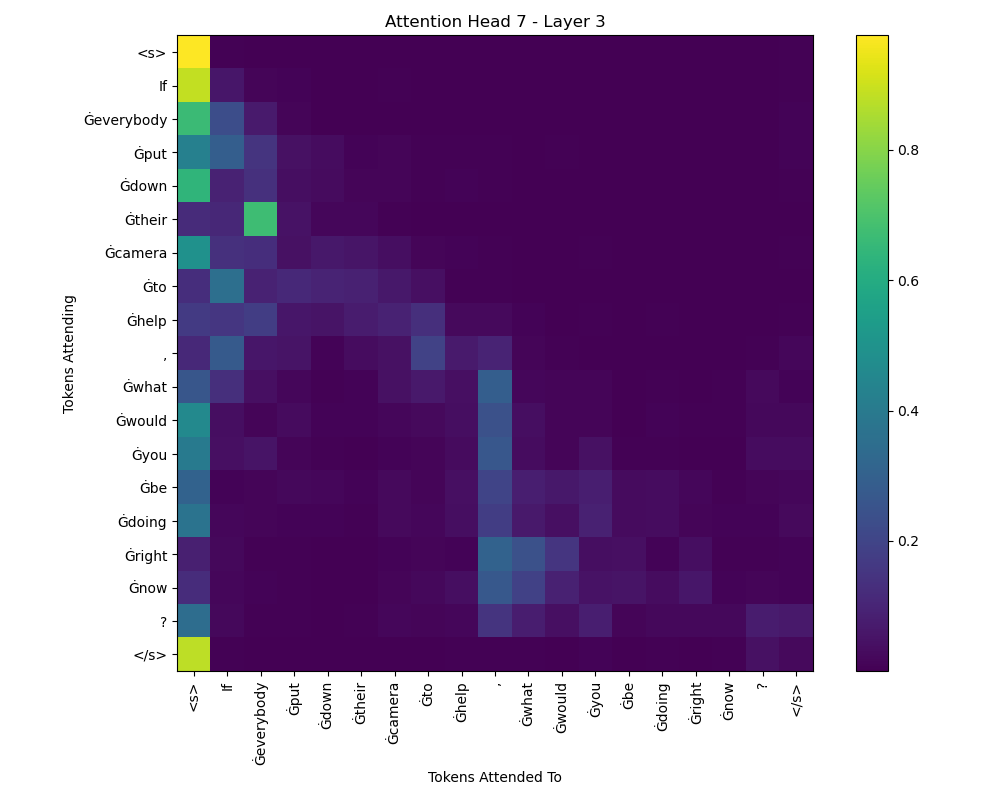 Attention Head 7 - Layer 3
Tokens Attending
<s>
If
Ġeverybody
Ġput
Ġdown
Ġtheir
Ġcamera
Ġto
Ġhelp
,
Ġwhat
Ġwould
Ġyou
Ġbe
Ġdoing
Ġright
Ġnow
?
</s>
<s>
If
Ġeverybody
Ġput
Ġdown
Ġtheir
Ġcamera
Ġto
Ġhelp
,
Ġwhat
Ġwould
Ġyou
Ġbe
Ġdoing
Ġright
Ġnow
?
</s>
Tokens Attended To
0.8
0.6
0.4
0.2